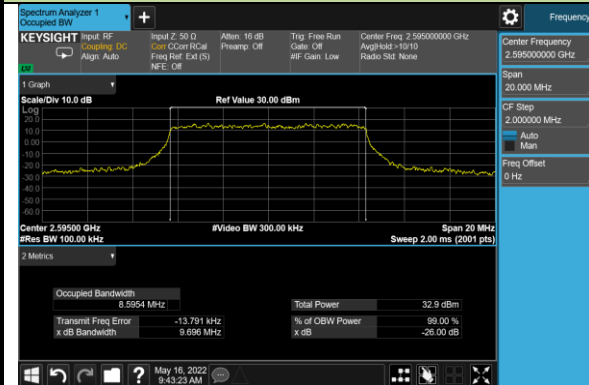 Spectrum Analyzer 1
Occupied BW
Frequency
KEYSIGHT
Input: RF
Coupling: DC
Align: Auto
Input Z: 50 Ω
Corr CCorr RCal
Freq Ref: Ext (S)
NFE: Off
Atten: 16 dB
Preamp: Off
Trig: Free Run
Gate: Off
#IF Gain: Low
Center Freq: 2.595000000 GHz
Avg|Hold:>10/10
Radio Std: None
Center Frequency
2.595000000 GHz
Span
20.000 MHz
CF Step
2.000000 MHz
Auto
Man
Freq Offset
0 Hz
1 Graph
Scale/Div 10.0 dB
Ref Value 30.00 dBm
Log
20.0
10.0
0.00
-10.0
-20.0
-30.0
-40.0
-50.0
-60.0
Center 2.59500 GHz
#Video BW 300.00 kHz
Span 20 MHz
#Res BW 100.00 kHz
Sweep 2.00 ms (2001 pts)
2 Metrics
Occupied Bandwidth
8.5954 MHz
Total Power 32.9 dBm
Transmit Freq Error -13.791 kHz
% of OBW Power 99.00 %
x dB Bandwidth 9.696 MHz
x dB -26.00 dB
?
May 16, 2022
9:43:23 AM